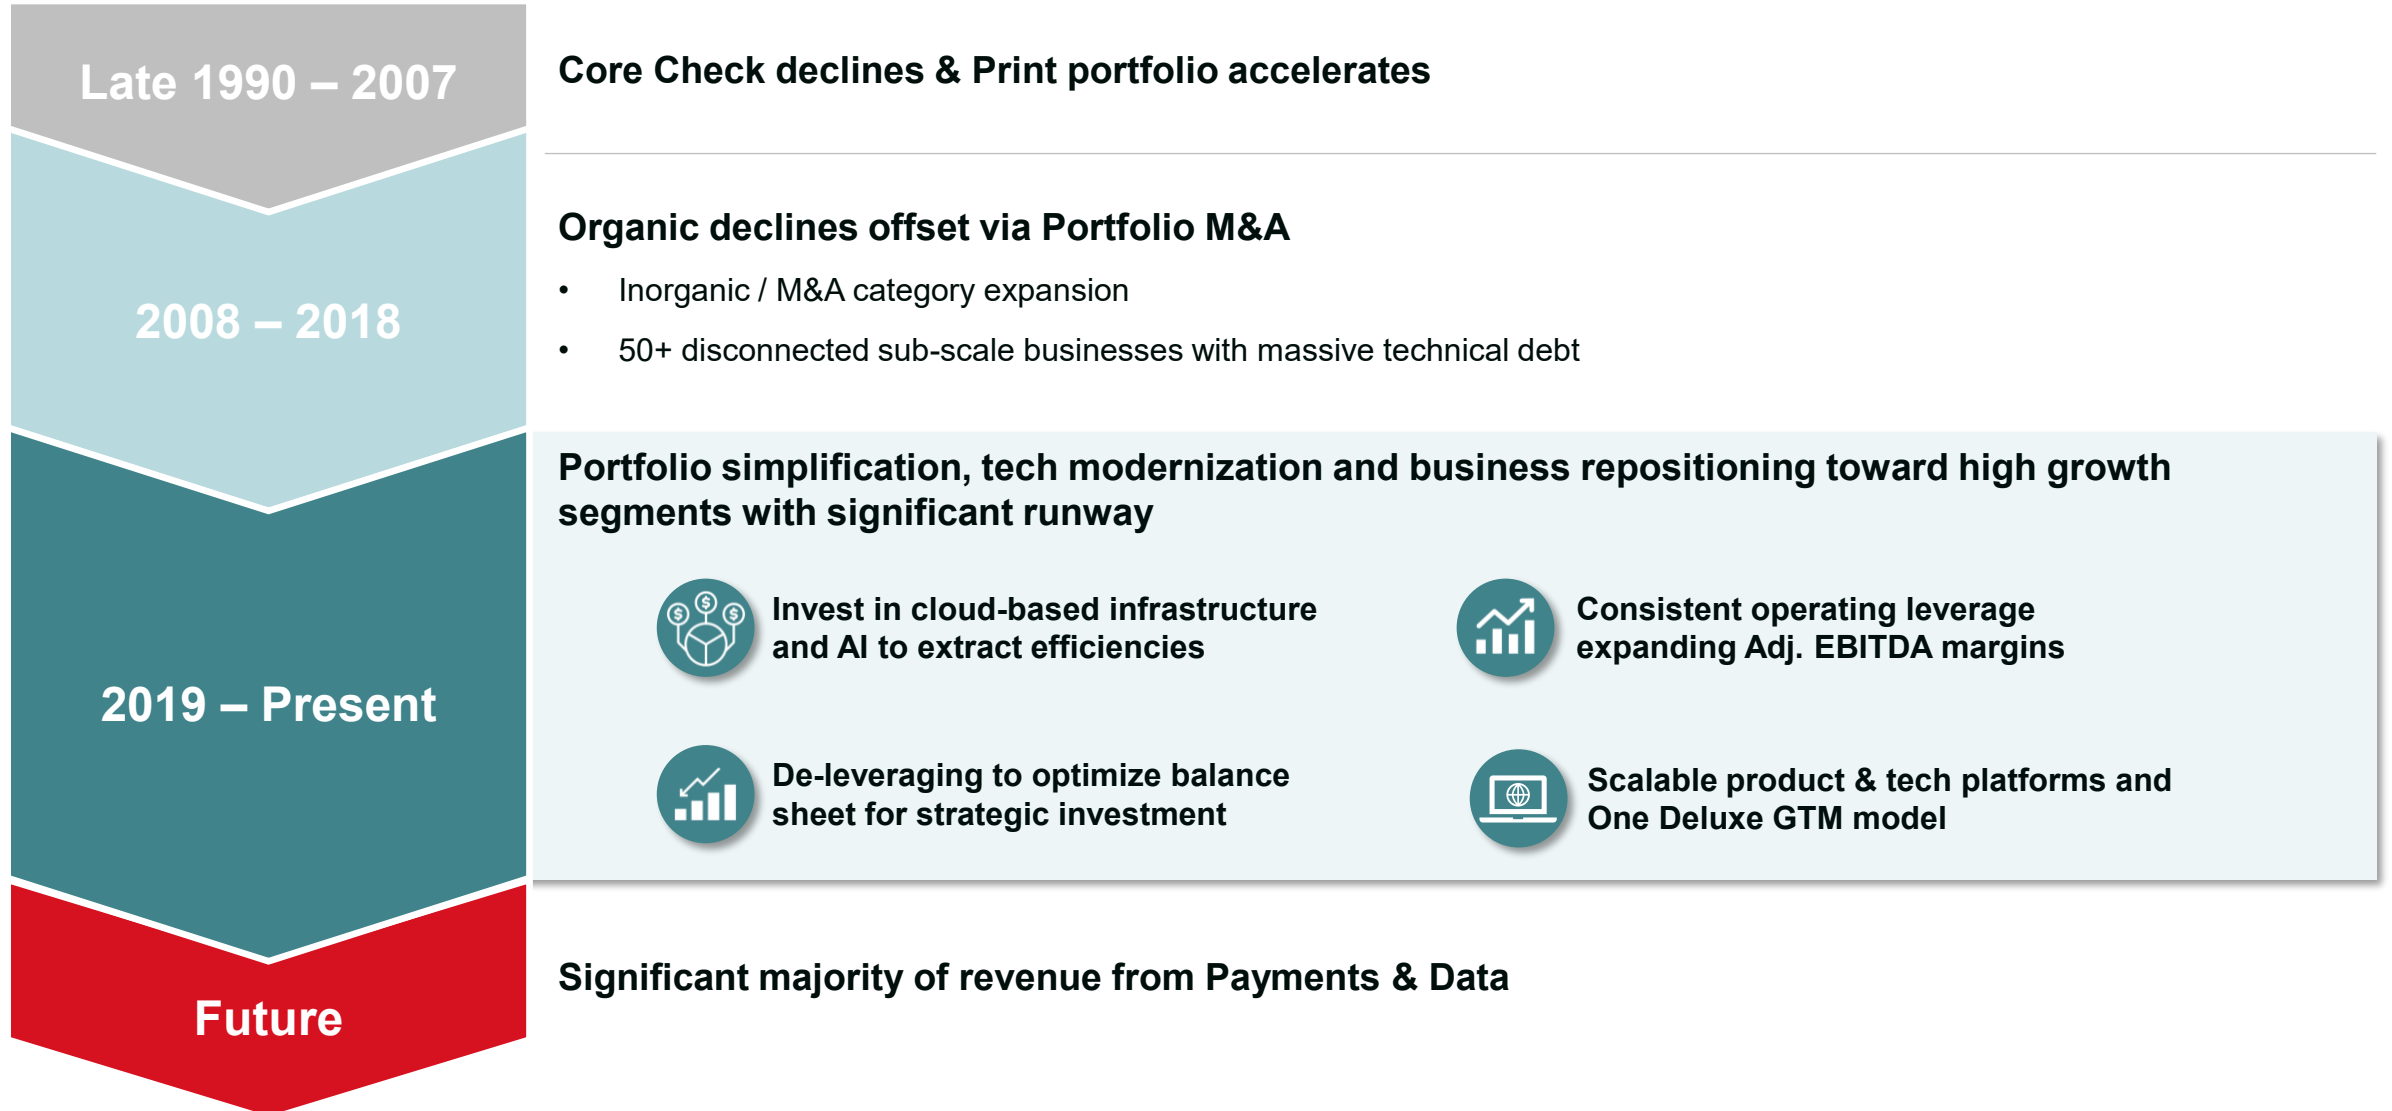 Late 1990 – 2007
Core Check declines & Print portfolio accelerates
2008 – 2018
Organic declines offset via Portfolio M&A
• Inorganic / M&A category expansion
• 50+ disconnected sub-scale businesses with massive technical debt
2019 – Present
Portfolio simplification, tech modernization and business repositioning toward high growth
segments with significant runway
$ $ $
Invest in cloud-based infrastructure
and AI to extract efficiencies
Consistent operating leverage
expanding Adj. EBITDA margins
De-leveraging to optimize balance
sheet for strategic investment
Scalable product & tech platforms and
One Deluxe GTM model
Future
Significant majority of revenue from Payments & Data